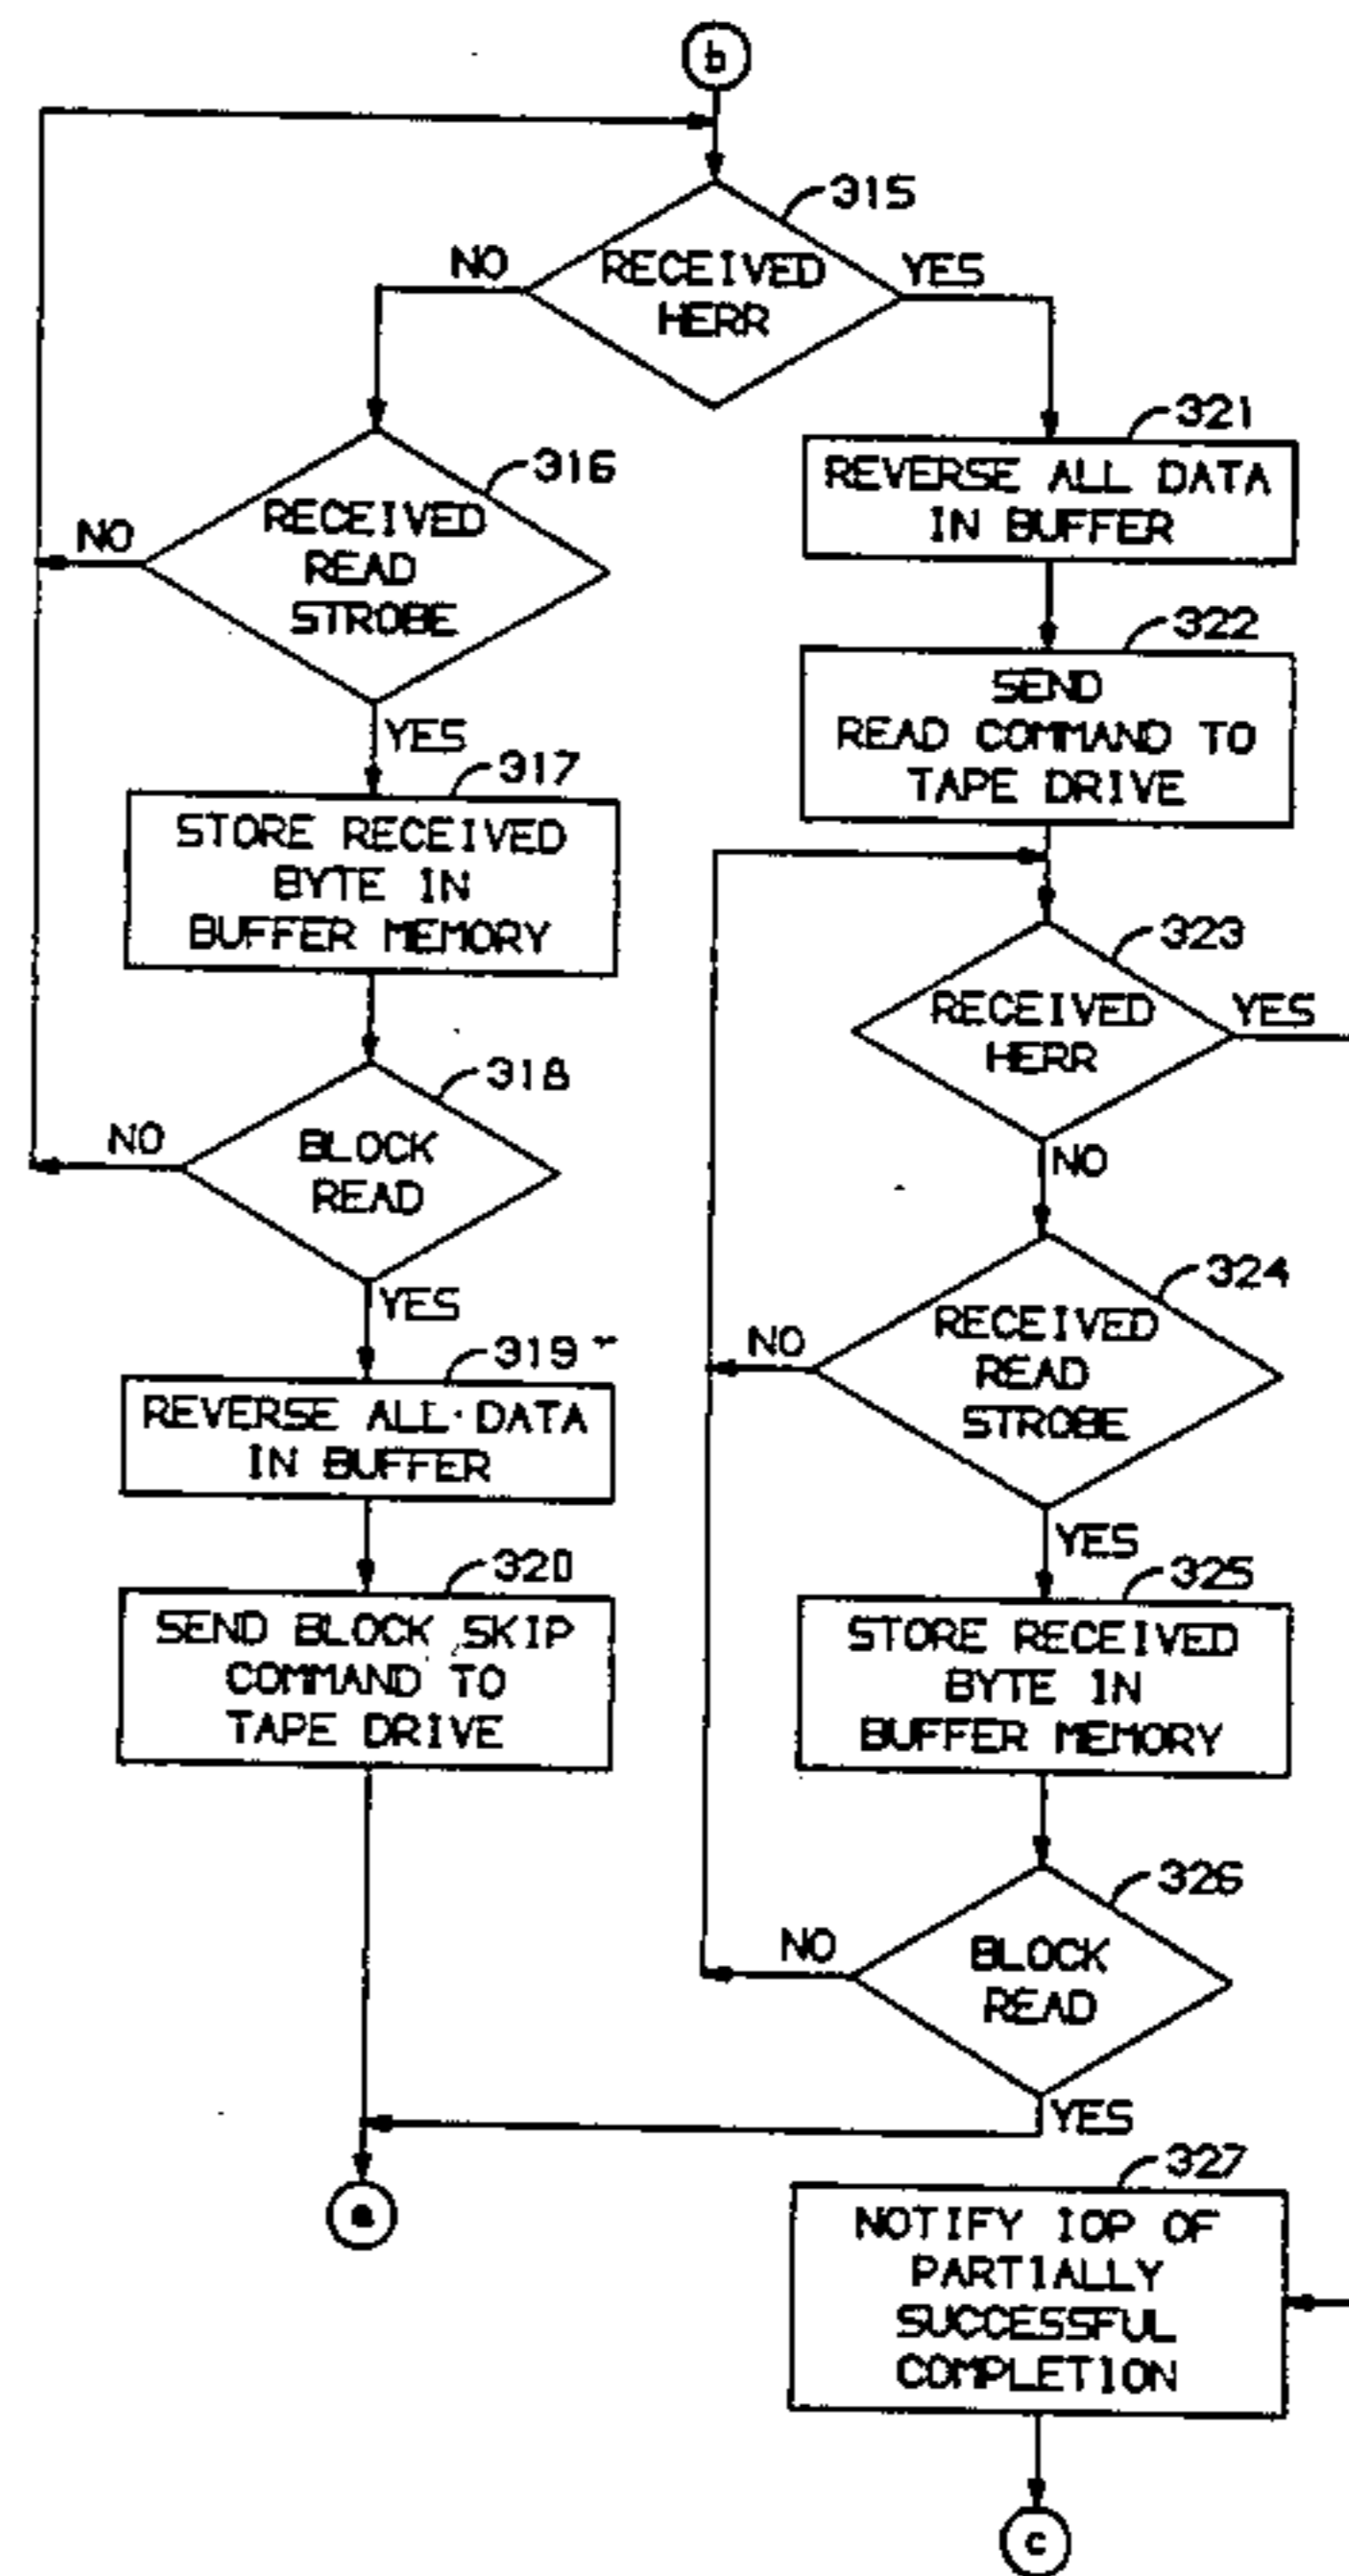 b
315
RECEIVED
HERR
NO
YES
316
RECEIVED
READ
STROBE
NO
YES
317
STORE RECEIVED
BYTE IN
BUFFER MEMORY
318
BLOCK
READ
NO
YES
319
REVERSE ALL DATA
IN BUFFER
320
SEND BLOCK SKIP
COMMAND TO
TAPE DRIVE
a
321
REVERSE ALL DATA
IN BUFFER
322
SEND
READ COMMAND TO
TAPE DRIVE
323
RECEIVED
HERR
YES
NO
324
RECEIVED
READ
STROBE
NO
YES
325
STORE RECEIVED
BYTE IN
BUFFER MEMORY
326
BLOCK
READ
NO
YES
327
NOTIFY IOP OF
PARTIALLY
SUCCESSFUL
COMPLETION
c